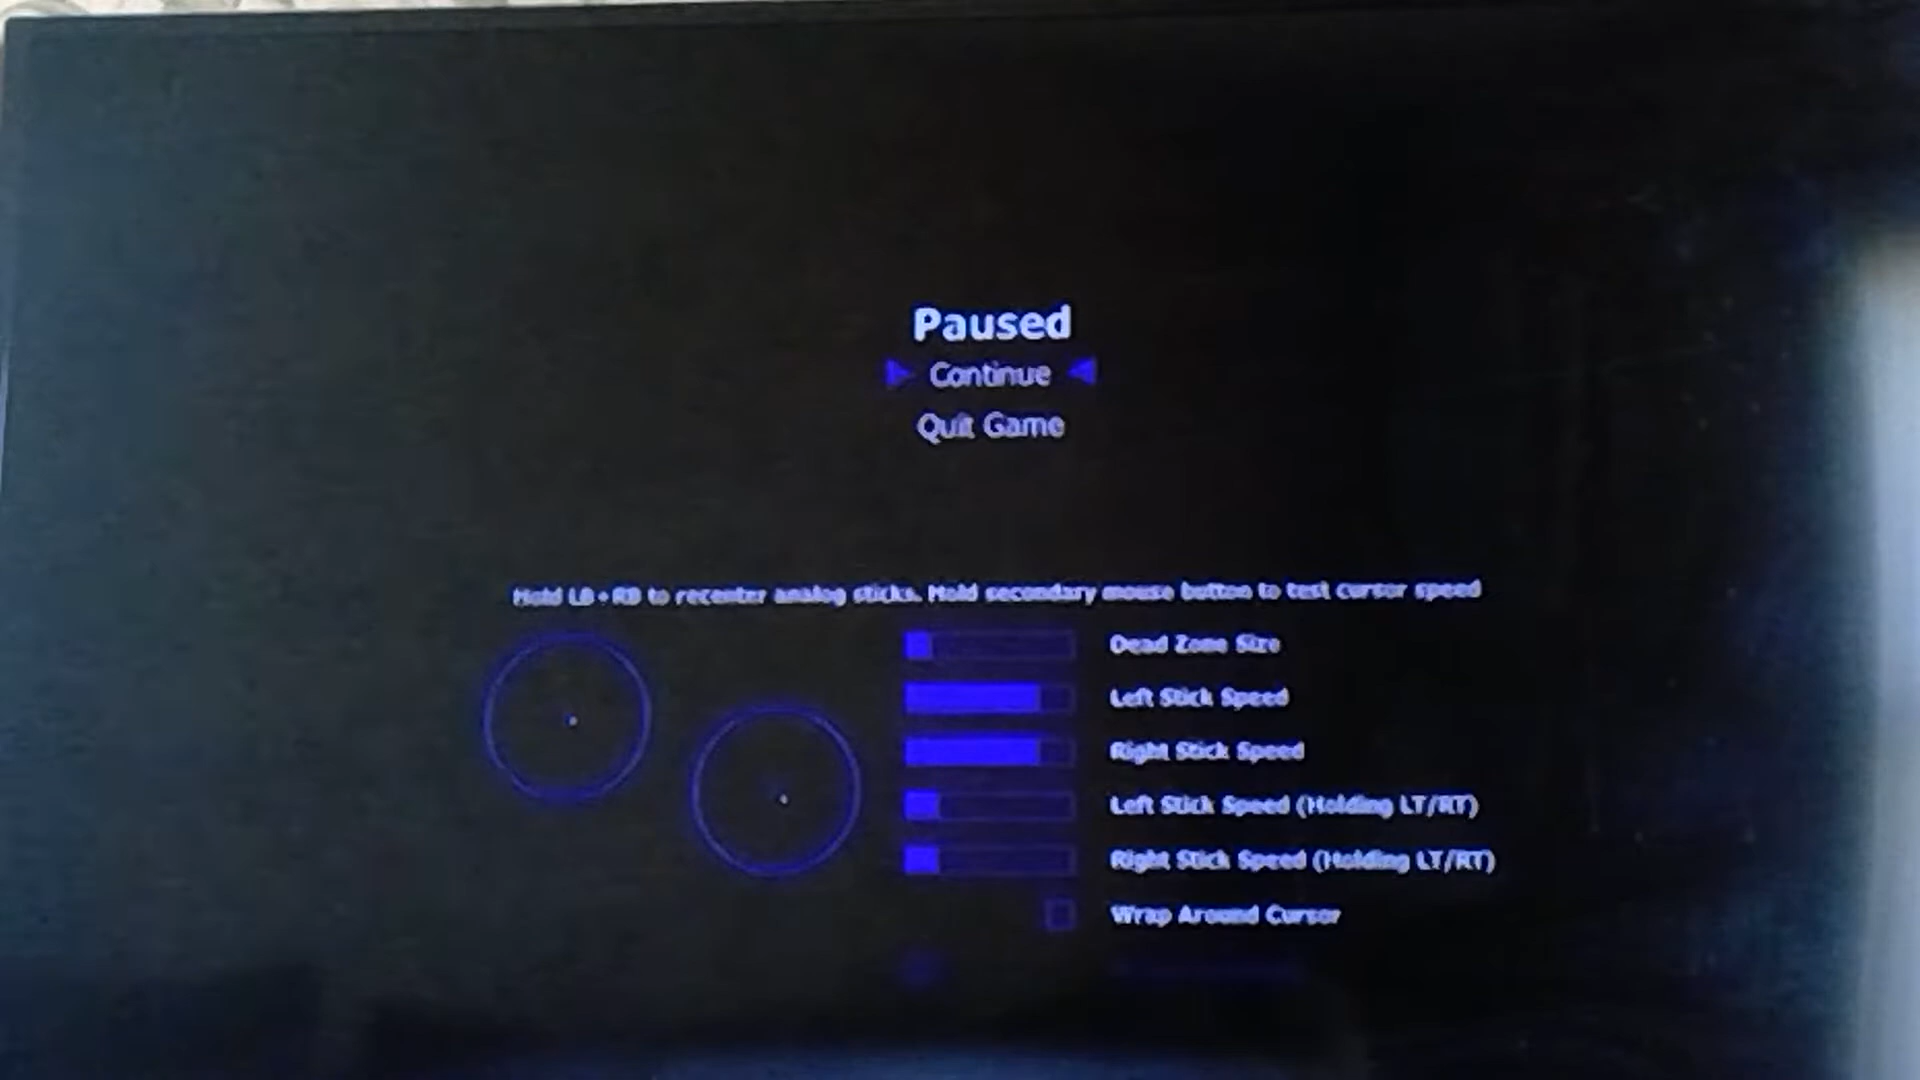 Paused
Continue
Quit Game
Hold LB+RB to recenter analog sticks. Hold secondary mouse button to test cursor speed
Dead Zone Size
Left Stick Speed
Right Stick Speed
Left Stick Speed (Holding LT/RT)
Right Stick Speed (Holding LT/RT)
Wrap Around Cursor